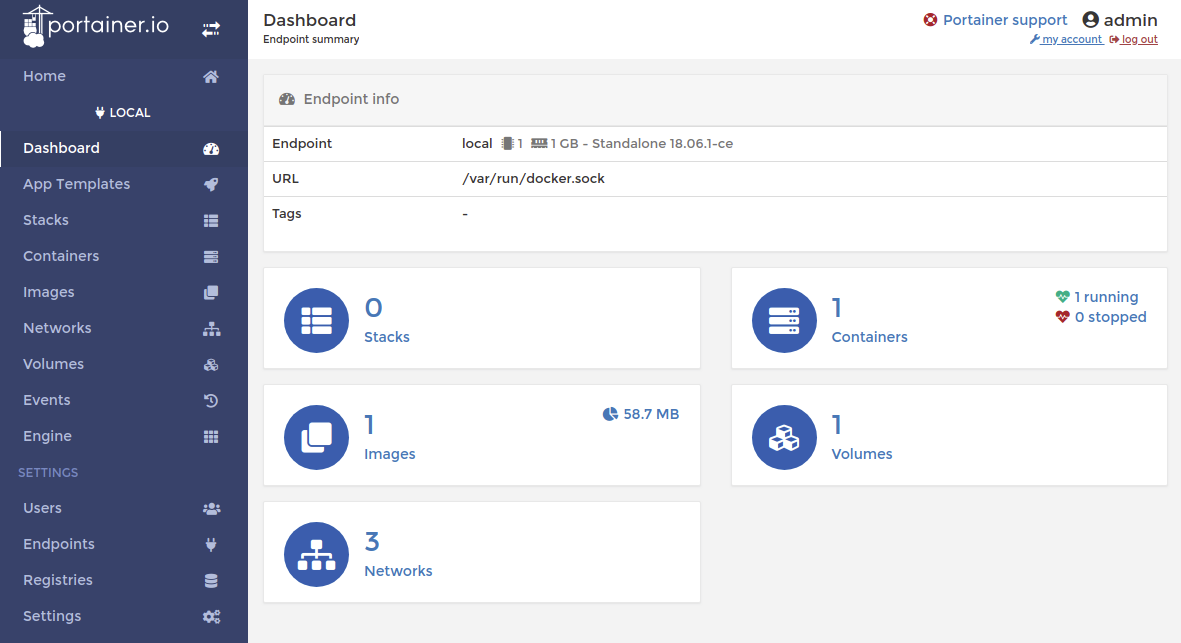 portainer.io
Home
LOCAL
Dashboard
App Templates
Stacks
Containers
Images
Networks
Volumes
Events
Engine
SETTINGS
Users
Endpoints
Registries
Settings
Dashboard
Endpoint summary
Portainer support admin
my account log out
Endpoint info
Endpoint local 1 1 GB - Standalone 18.06.1-ce
URL /var/run/docker.sock
Tags -
0
Stacks
1
Containers
1 running
0 stopped
1
Images
58.7 MB
1
Volumes
3
Networks